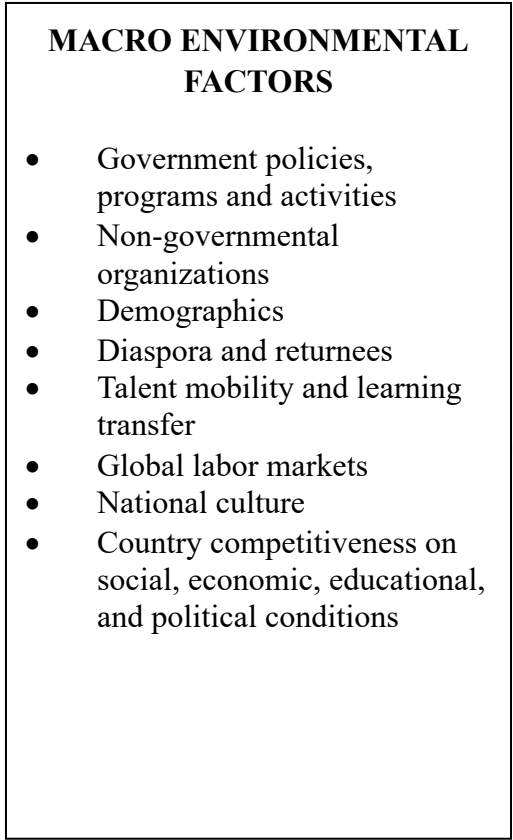 MACRO ENVIRONMENTAL
FACTORS
• Government policies,
programs and activities
• Non-governmental
organizations
• Demographics
• Diaspora and returnees
• Talent mobility and learning
transfer
• Global labor markets
• National culture
• Country competitiveness on
social, economic, educational,
and political conditions